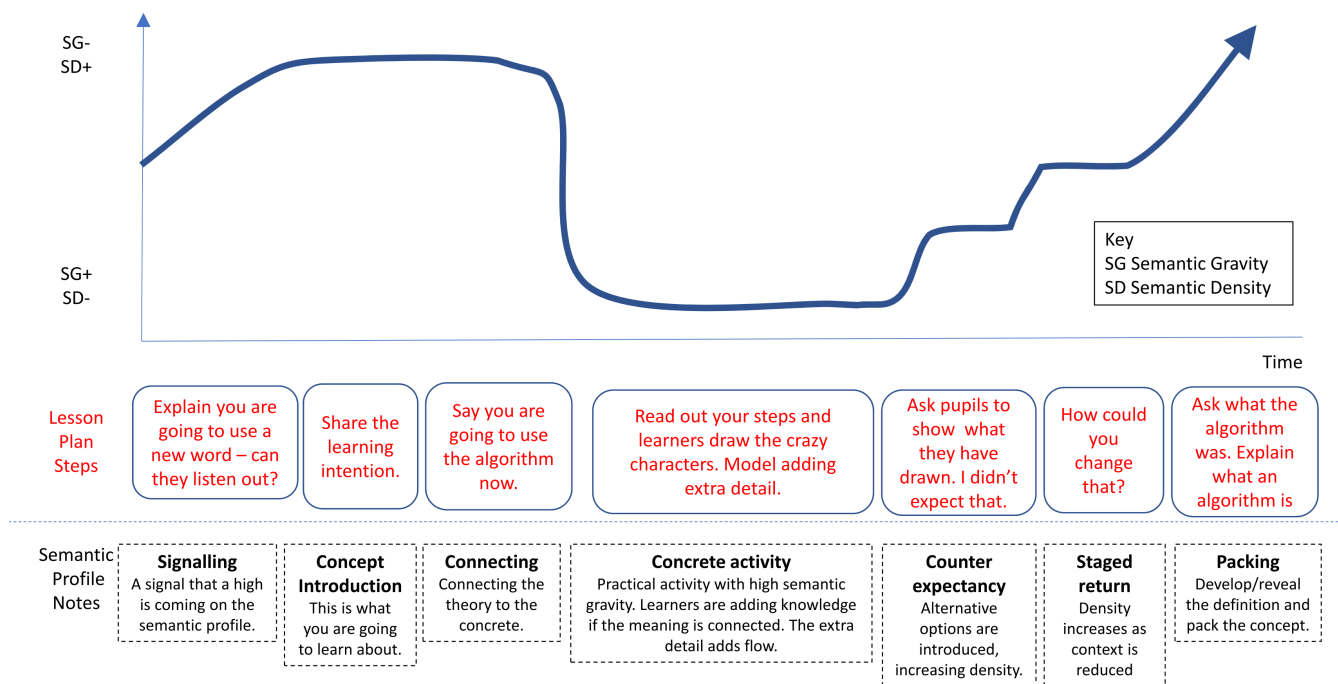 SG-
SD+
SG+
SD-
Key
SG Semantic Gravity
SD Semantic Density
Time
Lesson
Plan
Steps
Explain you are
going to use a
new word – can
they listen out?
Share the
learning
intention.
Say you are
going to use
the algorithm
now.
Read out your steps and
learners draw the crazy
characters. Model adding
extra detail.
Ask pupils to
show what
they have
drawn. I didn’t
expect that.
How could
you
change
that?
Ask what the
algorithm
was. Explain
what an
algorithm is
Semantic
Profile
Notes
Signalling
A signal that a high
is coming on the
semantic profile.
Concept
Introduction
This is what
you are going
to learn about.
Connecting
Connecting the
theory to the
concrete.
Concrete activity
Practical activity with high semantic
gravity. Learners are adding knowledge
if the meaning is connected. The extra
detail adds flow.
Counter
expectancy
Alternative
options are
introduced,
increasing density.
Staged
return
Density
increases as
context is
reduced
Packing
Develop/reveal
the definition and
pack the concept.